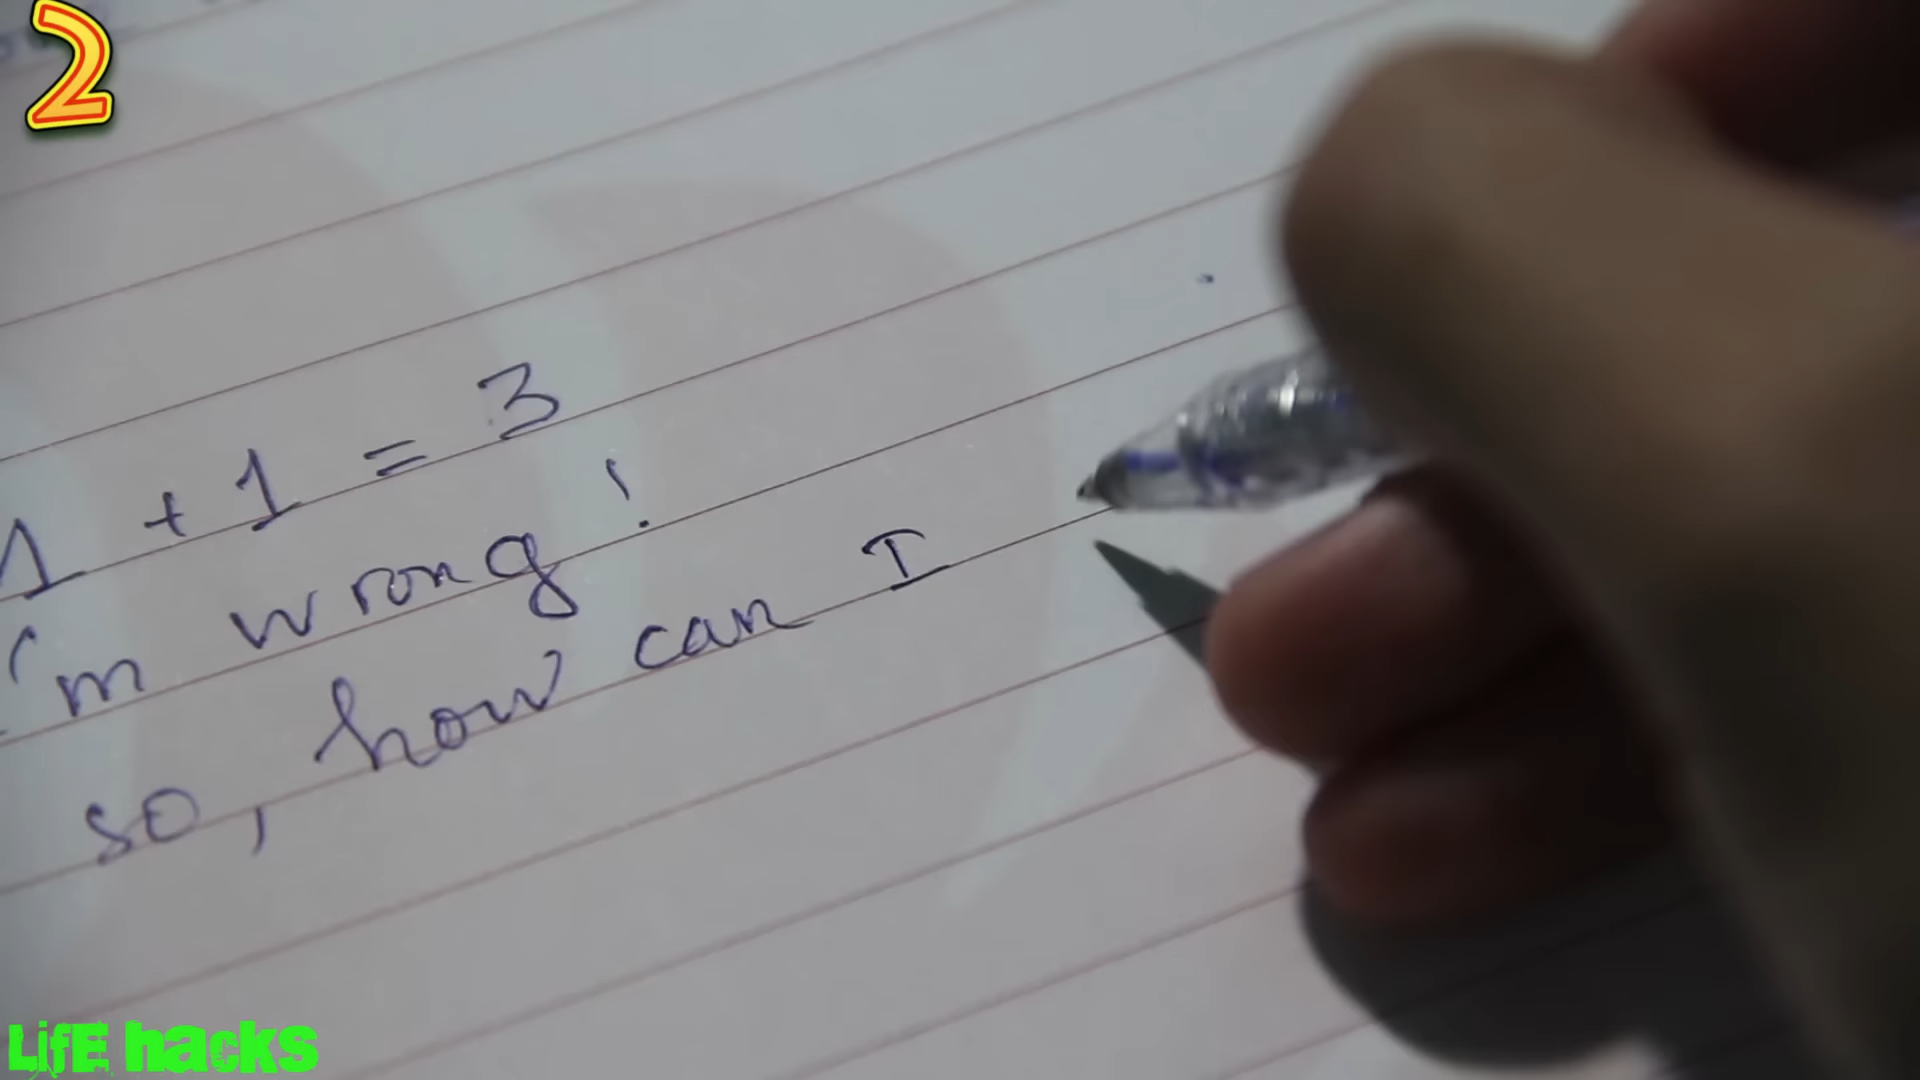 2
1 + 1 = 3
I'm wrong!
so, how can I
LifE hacks